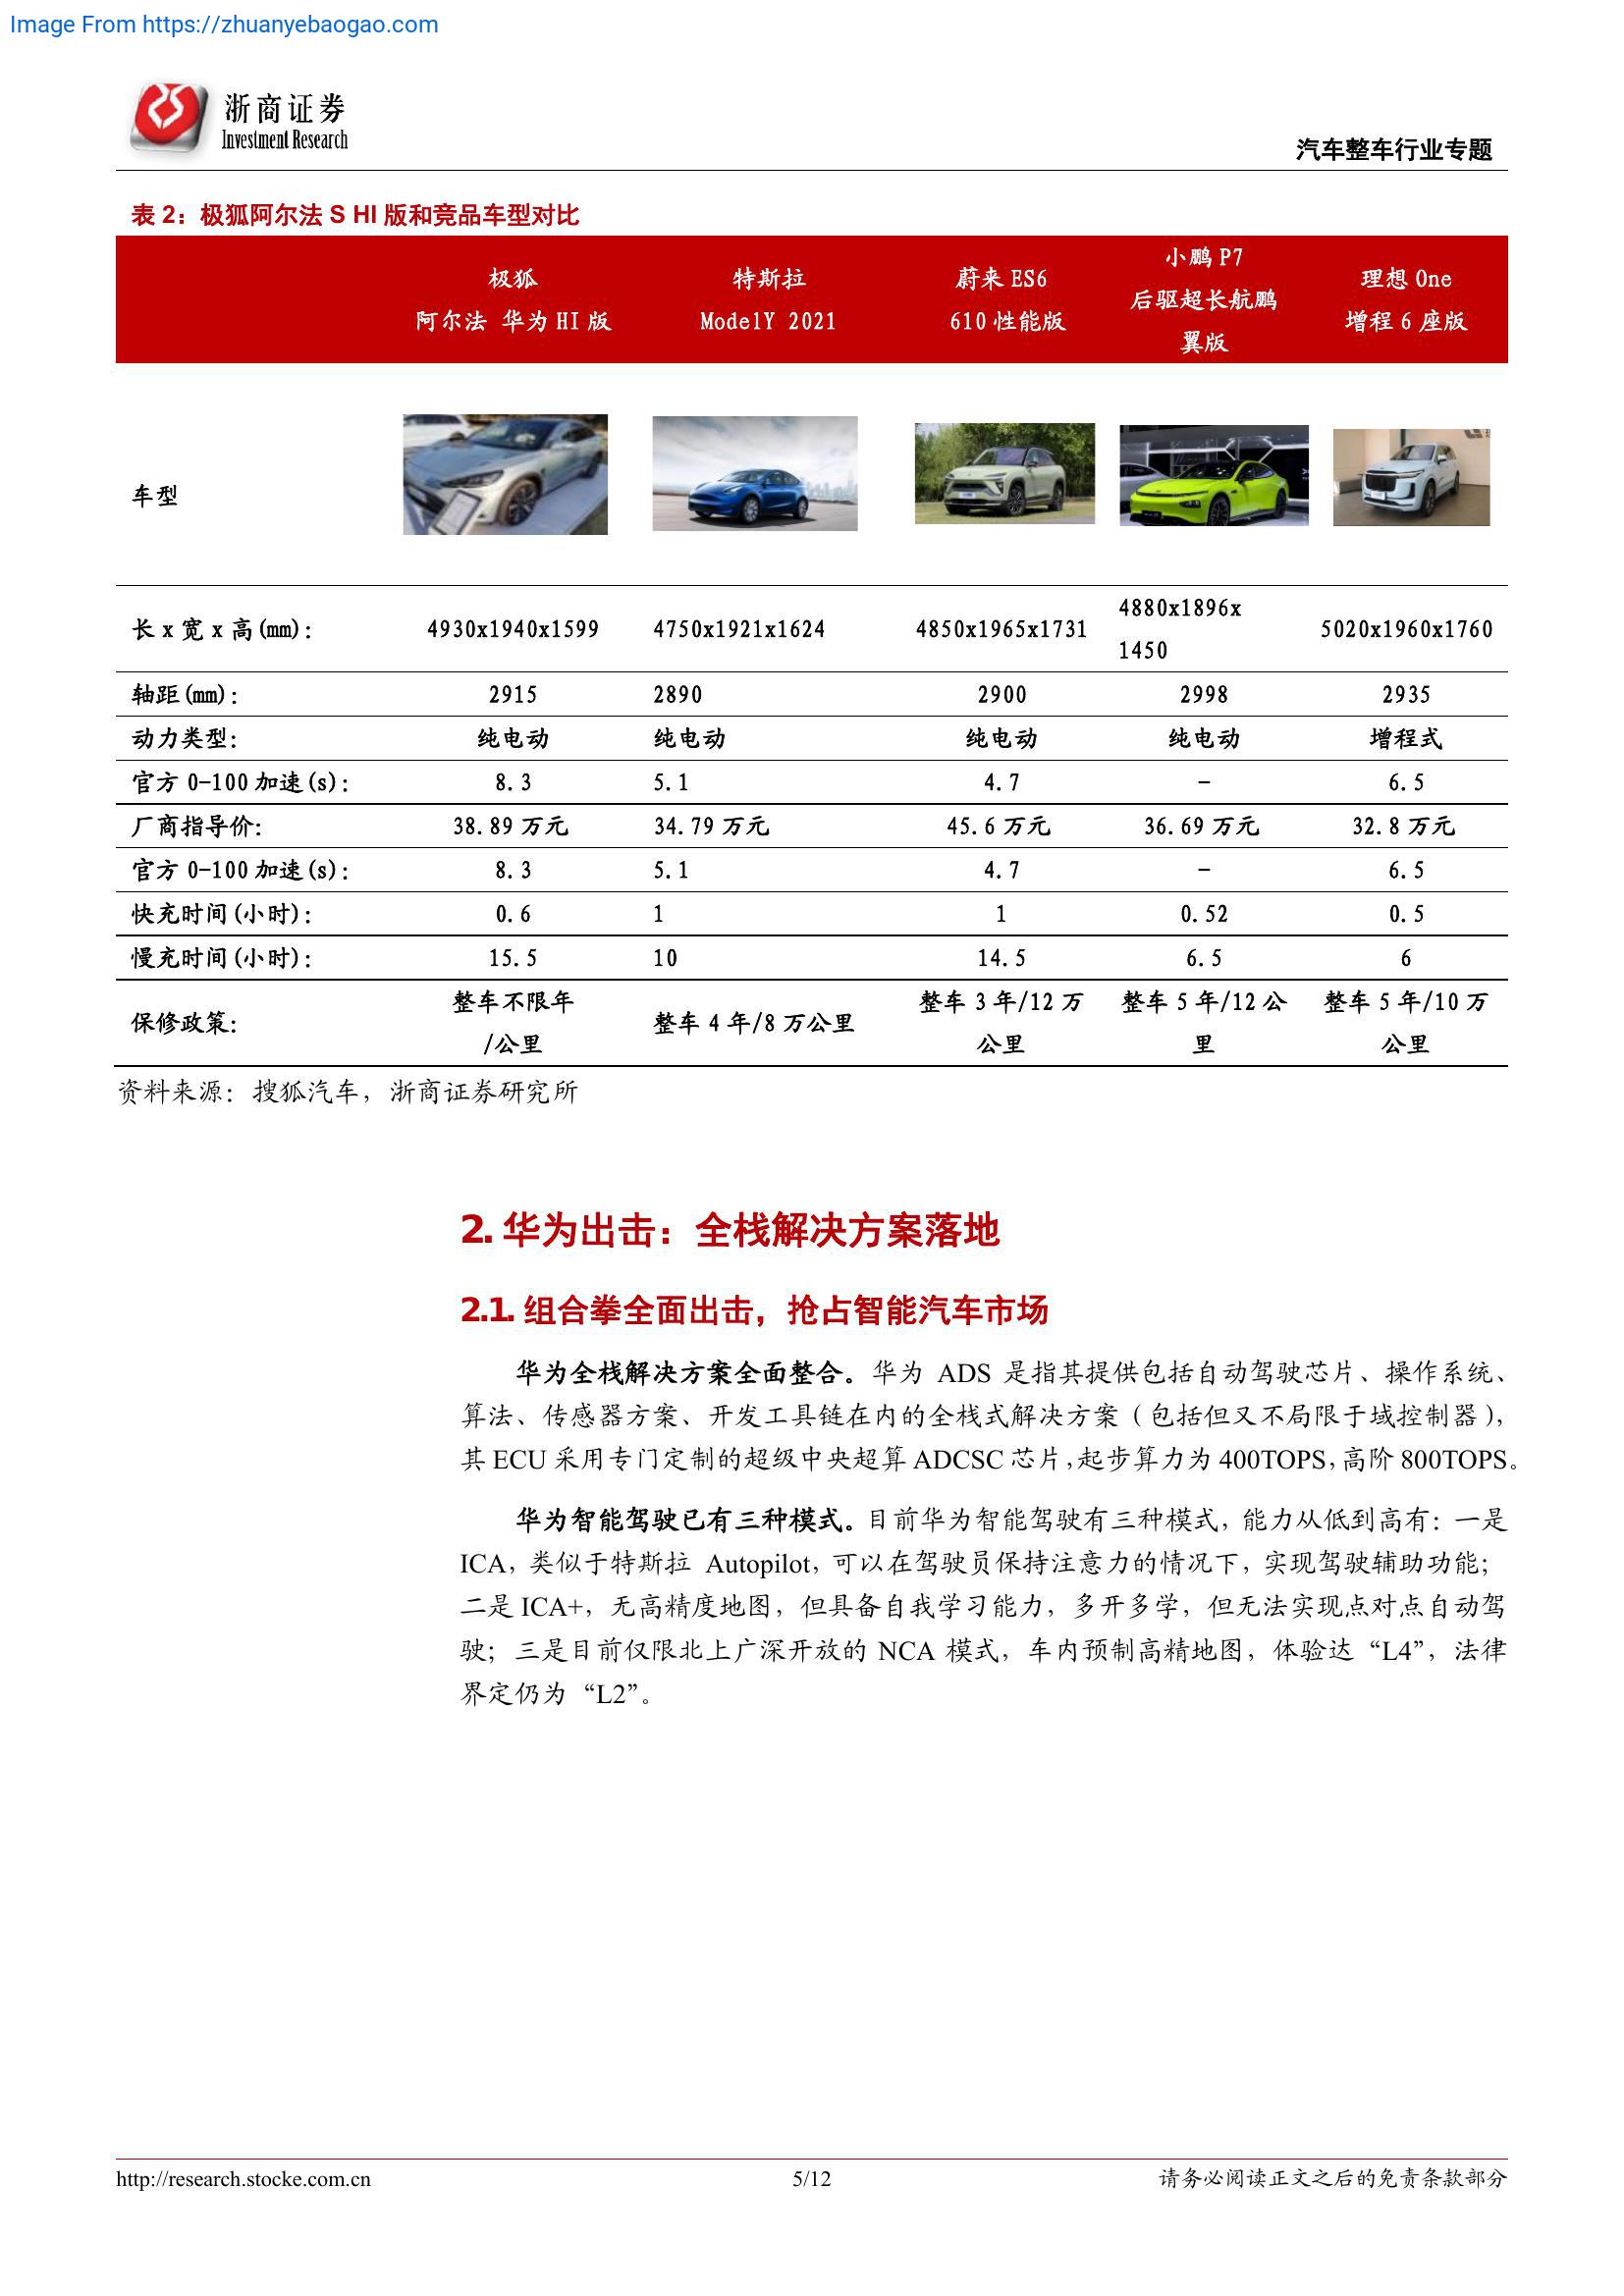 Image From https://zhuanyebaogao.com
浙商证券
Investment Research
汽车整车行业专题
表 2：极狐阿尔法 S HI 版和竞品车型对比
极狐
阿尔法 华为 HI 版
特斯拉
ModelY 2021
蔚来 ES6
610 性能版
小鹏 P7
后驱超长航鹏
翼版
理想 One
增程 6 座版
车型
长 x 宽 x 高(mm): 4930x1940x1599 4750x1921x1624 4850x1965x1731 4880x1896x
1450 5020x1960x1760
轴距(mm): 2915 2890 2900 2998 2935
动力类型: 纯电动 纯电动 纯电动 纯电动 增程式
官方 0-100 加速(s): 8.3 5.1 4.7 - 6.5
厂商指导价: 38.89 万元 34.79 万元 45.6 万元 36.69 万元 32.8 万元
官方 0-100 加速(s): 8.3 5.1 4.7 - 6.5
快充时间(小时): 0.6 1 1 0.52 0.5
慢充时间(小时): 15.5 10 14.5 6.5 6
保修政策:
整车不限年
/公里
整车 4 年/8 万公里
整车 3 年/12 万
公里
整车 5 年/12 公
里
整车 5 年/10 万
公里
资料来源：搜狐汽车，浙商证券研究所
2. 华为出击：全栈解决方案落地
2.1. 组合拳全面出击，抢占智能汽车市场
华为全栈解决方案全面整合。华为 ADS 是指其提供包括自动驾驶芯片、操作系统、
算法、传感器方案、开发工具链在内的全栈式解决方案（包括但又不局限于域控制器），
其 ECU 采用专门定制的超级中央超算 ADCSC 芯片，起步算力为 400TOPS，高阶 800TOPS。
华为智能驾驶已有三种模式。目前华为智能驾驶有三种模式，能力从低到高有：一是
ICA，类似于特斯拉 Autopilot，可以在驾驶员保持注意力的情况下，实现驾驶辅助功能；
二是 ICA+，无高精度地图，但具备自我学习能力，多开多学，但无法实现点对点自动驾
驶；三是目前仅限北上广深开放的 NCA 模式，车内预制高精地图，体验达“L4”，法律
界定仍为“L2”。
http://research.stocke.com.cn 5/12 请务必阅读正文之后的免责条款部分